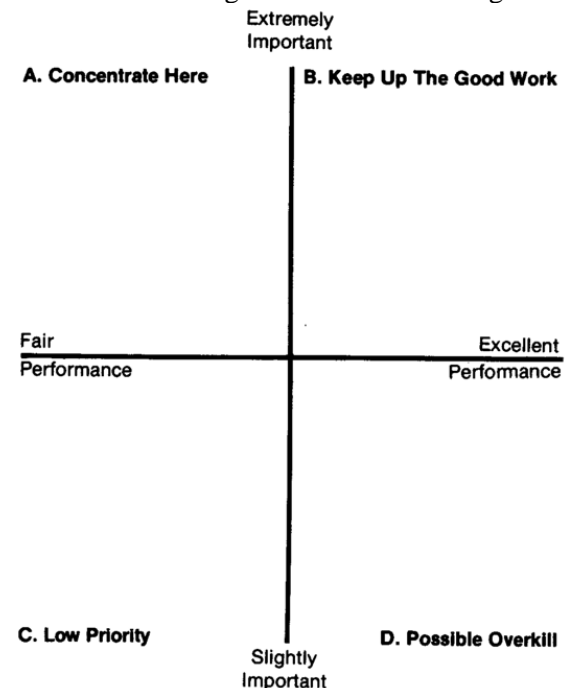 Extremely
Important
A. Concentrate Here
B. Keep Up The Good Work
Fair
Performance
Excellent
Performance
C. Low Priority
D. Possible Overkill
Slightly
Important